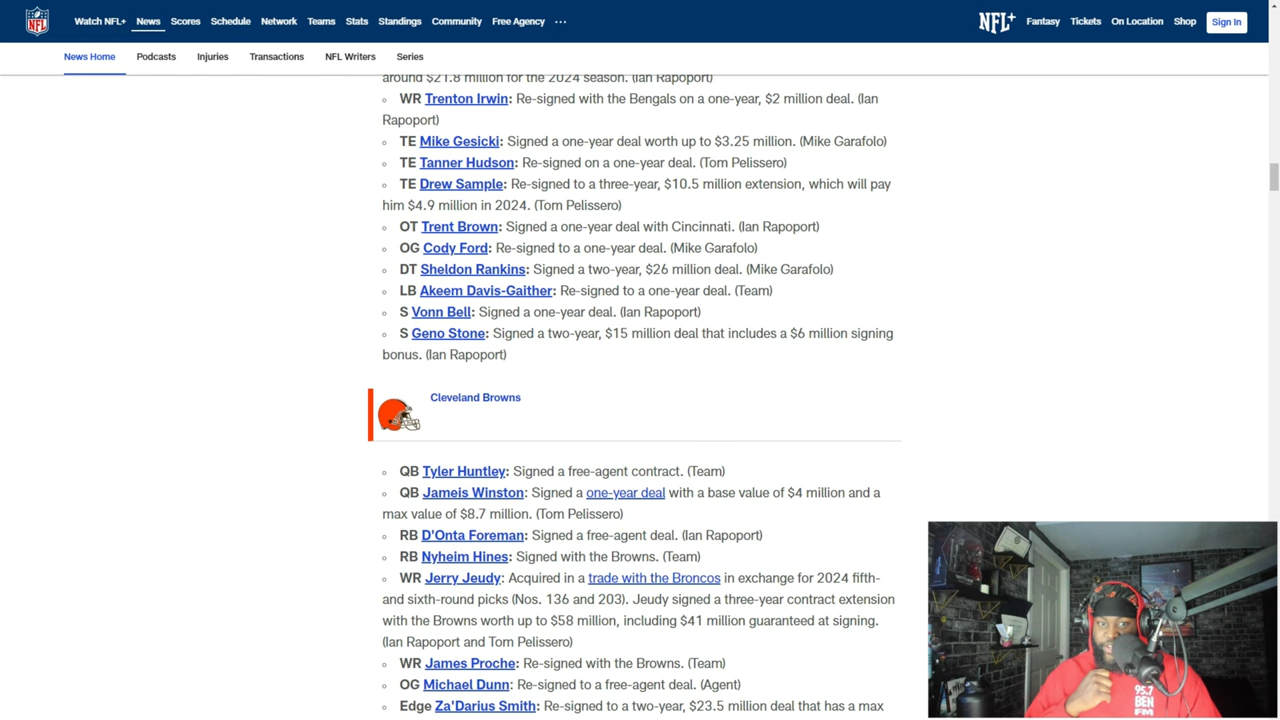 Watch NFL+ News Scores Schedule Network Teams Stats Standings Community Free Agency ··· NFL+ Fantasy Tickets On Location Shop Sign In
News Home Podcasts Injuries Transactions NFL Writers Series
around $21.8 million for the 2024 season. (Ian Rapoport)
WR Trenton Irwin: Re-signed with the Bengals on a one-year, $2 million deal. (Ian
Rapoport)
TE Mike Gesicki: Signed a one-year deal worth up to $3.25 million. (Mike Garafolo)
TE Tanner Hudson: Re-signed on a one-year deal. (Tom Pelissero)
TE Drew Sample: Re-signed to a three-year, $10.5 million extension, which will pay
him $4.9 million in 2024. (Tom Pelissero)
OT Trent Brown: Signed a one-year deal with Cincinnati. (Ian Rapoport)
OG Cody Ford: Re-signed to a one-year deal. (Mike Garafolo)
DT Sheldon Rankins: Signed a two-year, $26 million deal. (Mike Garafolo)
LB Akeem Davis-Gaither: Re-signed to a one-year deal. (Team)
S Vonn Bell: Signed a one-year deal. (Ian Rapoport)
S Geno Stone: Signed a two-year, $15 million deal that includes a $6 million signing
bonus. (Ian Rapoport)
Cleveland Browns
QB Tyler Huntley: Signed a free-agent contract. (Team)
QB Jameis Winston: Signed a one-year deal with a base value of $4 million and a
max value of $8.7 million. (Tom Pelissero)
RB D'Onta Foreman: Signed a free-agent deal. (Ian Rapoport)
RB Nyheim Hines: Signed with the Browns. (Team)
WR Jerry Jeudy: Acquired in a trade with the Broncos in exchange for 2024 fifth-
and sixth-round picks (Nos. 136 and 203). Jeudy signed a three-year contract extension
with the Browns worth up to $58 million, including $41 million guaranteed at signing.
(Ian Rapoport and Tom Pelissero)
WR James Proche: Re-signed with the Browns. (Team)
OG Michael Dunn: Re-signed to a free-agent deal. (Agent)
Edge Za'Darius Smith: Re-signed to a two-year, $23.5 million deal that has a max
95.7
BEN
FM